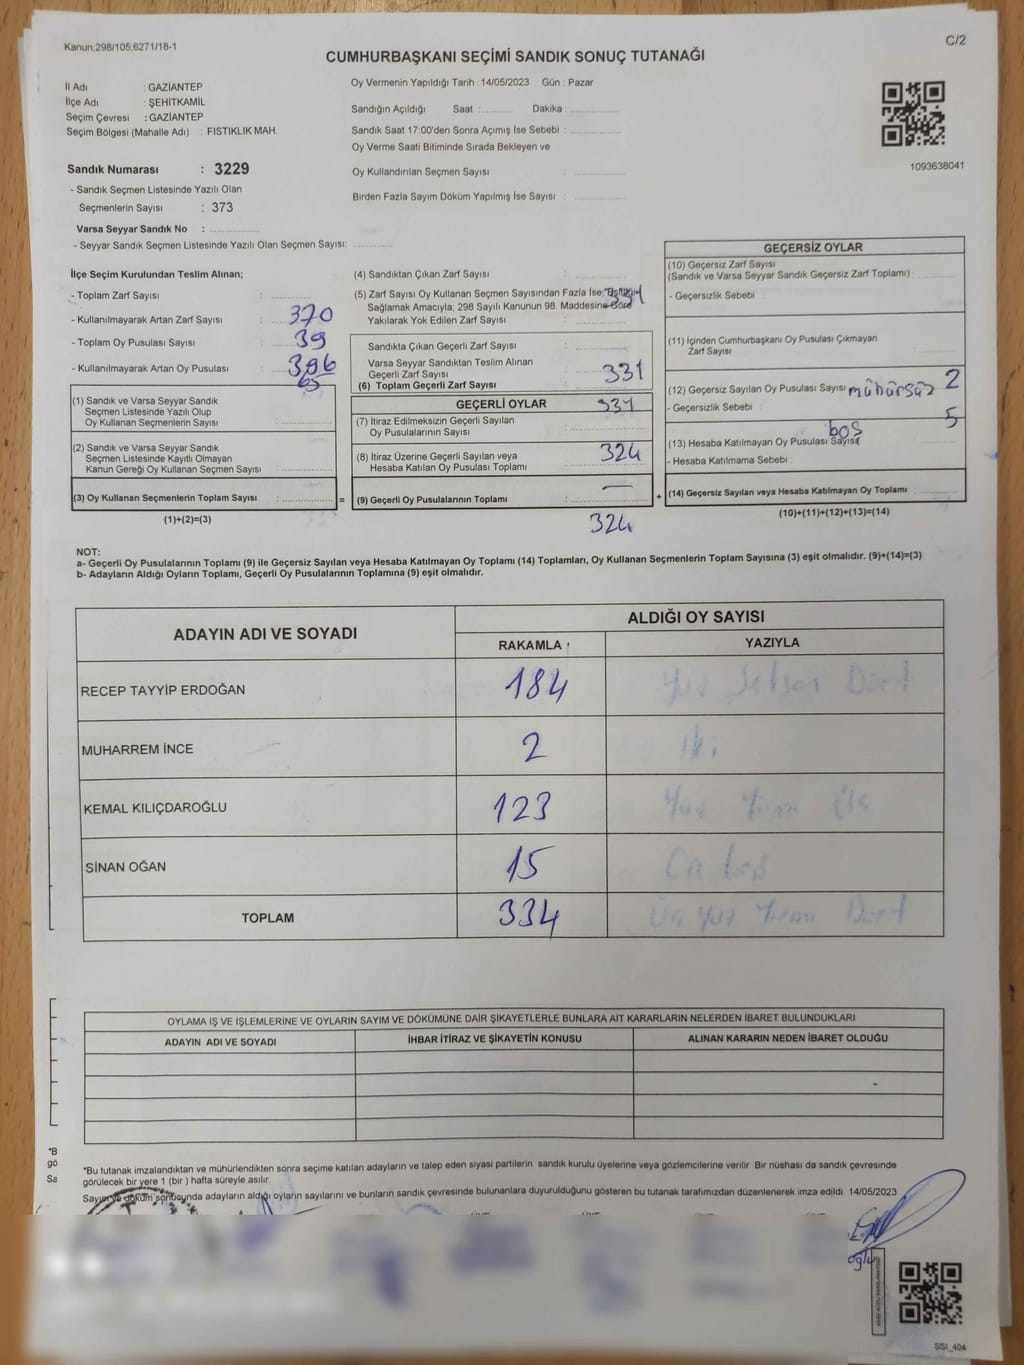 Kanun:298/105,6271/18-1
C/2
CUMHURBAŞKANI SEÇİMİ SANDIK SONUÇ TUTANAĞI
İl Adı : GAZİANTEP
İlçe Adı : ŞEHİTKAMİL
Seçim Çevresi : GAZİANTEP
Seçim Bölgesi (Mahalle Adı) : FISTIKLIK MAH.
Sandık Numarası : 3229
- Sandık Seçmen Listesinde Yazılı Olan
Seçmenlerin Sayısı : 373
Varsa Seyyar Sandık No :
- Seyyar Sandık Seçmen Listesinde Yazılı Olan Seçmen Sayısı:
Oy Vermenin Yapıldığı Tarih : 14/05/2023 Gün : Pazar
Sandığın Açıldığı Saat : Dakika :
Sandık Saat 17:00'den Sonra Açımış İse Sebebi :
Oy Verme Saati Bitiminde Sırada Bekleyen ve
Oy Kullandırılan Seçmen Sayısı :
Birden Fazla Sayım Döküm Yapılmış İse Sayısı :
1093638041
İlçe Seçim Kurulundan Teslim Alınan;
- Toplam Zarf Sayısı :
- Kullanılmayarak Artan Zarf Sayısı : 370
- Toplam Oy Pusulası Sayısı : 39
- Kullanılmayarak Artan Oy Pusulası : 396
65
(1) Sandık ve Varsa Seyyar Sandık
Seçmen Listesinde Yazılı Olup
Oy Kullanan Seçmenlerin Sayısı :
(2) Sandık ve Varsa Seyyar Sandık
Seçmen Listesinde Kayıtlı Olmayan
Kanun Gereği Oy Kullanan Seçmen Sayısı :
(3) Oy Kullanan Seçmenlerin Toplam Sayısı : =
(1)+(2)=(3)
(4) Sandıktan Çıkan Zarf Sayısı :
(5) Zarf Sayısı Oy Kullanan Seçmen Sayısından Fazla İse; 331
Sağlamak Amacıyla; 298 Sayılı Kanunun 98. Maddesine Göre
Yakılarak Yok Edilen Zarf Sayısı :
Sandıkta Çıkan Geçerli Zarf Sayısı :
Varsa Seyyar Sandıktan Teslim Alınan
Geçerli Zarf Sayısı : 331
(6) Toplam Geçerli Zarf Sayısı
GEÇERLİ OYLAR 331
(7) İtiraz Edilmeksizin Geçerli Sayılan
Oy Pusulalarının Sayısı :
(8) İtiraz Üzerine Geçerli Sayılan veya 324
Hesaba Katılan Oy Pusulası Toplamı
(9) Geçerli Oy Pusulalarının Toplamı : — +
324
GEÇERSİZ OYLAR
(10) Geçersiz Zarf Sayısı
(Sandık ve Varsa Seyyar Sandık Geçersiz Zarf Toplamı) :
- Geçersizlik Sebebi :
(11) İçinden Cumhurbaşkanı Oy Pusulası Çıkmayan
Zarf Sayısı
(12) Geçersiz Sayılan Oy Pusulası Sayısı mühürsüz 2
- Geçersizlik Sebebi :
boş 5
(13) Hesaba Katılmayan Oy Pusulası Sayısı
- Hesaba Katılmama Sebebi :
(14) Geçersiz Sayılan veya Hesaba Katılmayan Oy Toplamı :
(10)+(11)+(12)+(13)=(14)
NOT:
a- Geçerli Oy Pusulalarının Toplamı (9) ile Geçersiz Sayılan veya Hesaba Katılmayan Oy Toplamı (14) Toplamları, Oy Kullanan Seçmenlerin Toplam Sayısına (3) eşit olmalıdır. (9)+(14)=(3)
b- Adayların Aldığı Oyların Toplamı, Geçerli Oy Pusulalarının Toplamına (9) eşit olmalıdır.
ADAYIN ADI VE SOYADI
ALDIĞI OY SAYISI
RAKAMLA YAZIYLA
RECEP TAYYİP ERDOĞAN 184 Yüz Seksen Dört
MUHARREM İNCE 2 İki
KEMAL KILIÇDAROĞLU 123 Yüz Yirmi Üç
SİNAN OĞAN 15 On beş
TOPLAM 334 Üç yüz Yirmi Dört
OYLAMA İŞ VE İŞLEMLERİNE VE OYLARIN SAYIM VE DÖKÜMÜNE DAİR ŞİKAYETLERLE BUNLARA AİT KARARLARIN NELERDEN İBARET BULUNDUKLARI
ADAYIN ADI VE SOYADI İHBAR İTİRAZ VE ŞİKAYETİN KONUSU ALINAN KARARIN NEDEN İBARET OLDUĞU
-
*B
gö
Sa
*Bu tutanak imzalandıktan ve mühürlendikten sonra seçime katılan adayların ve talep eden siyasi partilerin sandık kurulu üyelerine veya gözlemcilerine verilir. Bir nüshası da sandık çevresinde
görülecek bir yere 1 (bir ) hafta süreyle asılır.
Sayım ve döküm sonucunda adayların aldığı oyların sayılarını ve bunların sandık çevresinde bulunanlara duyurulduğunu gösteren bu tutanak tarafımızdan düzenlenerek imza edildi. 14/05/2023
SSI_404